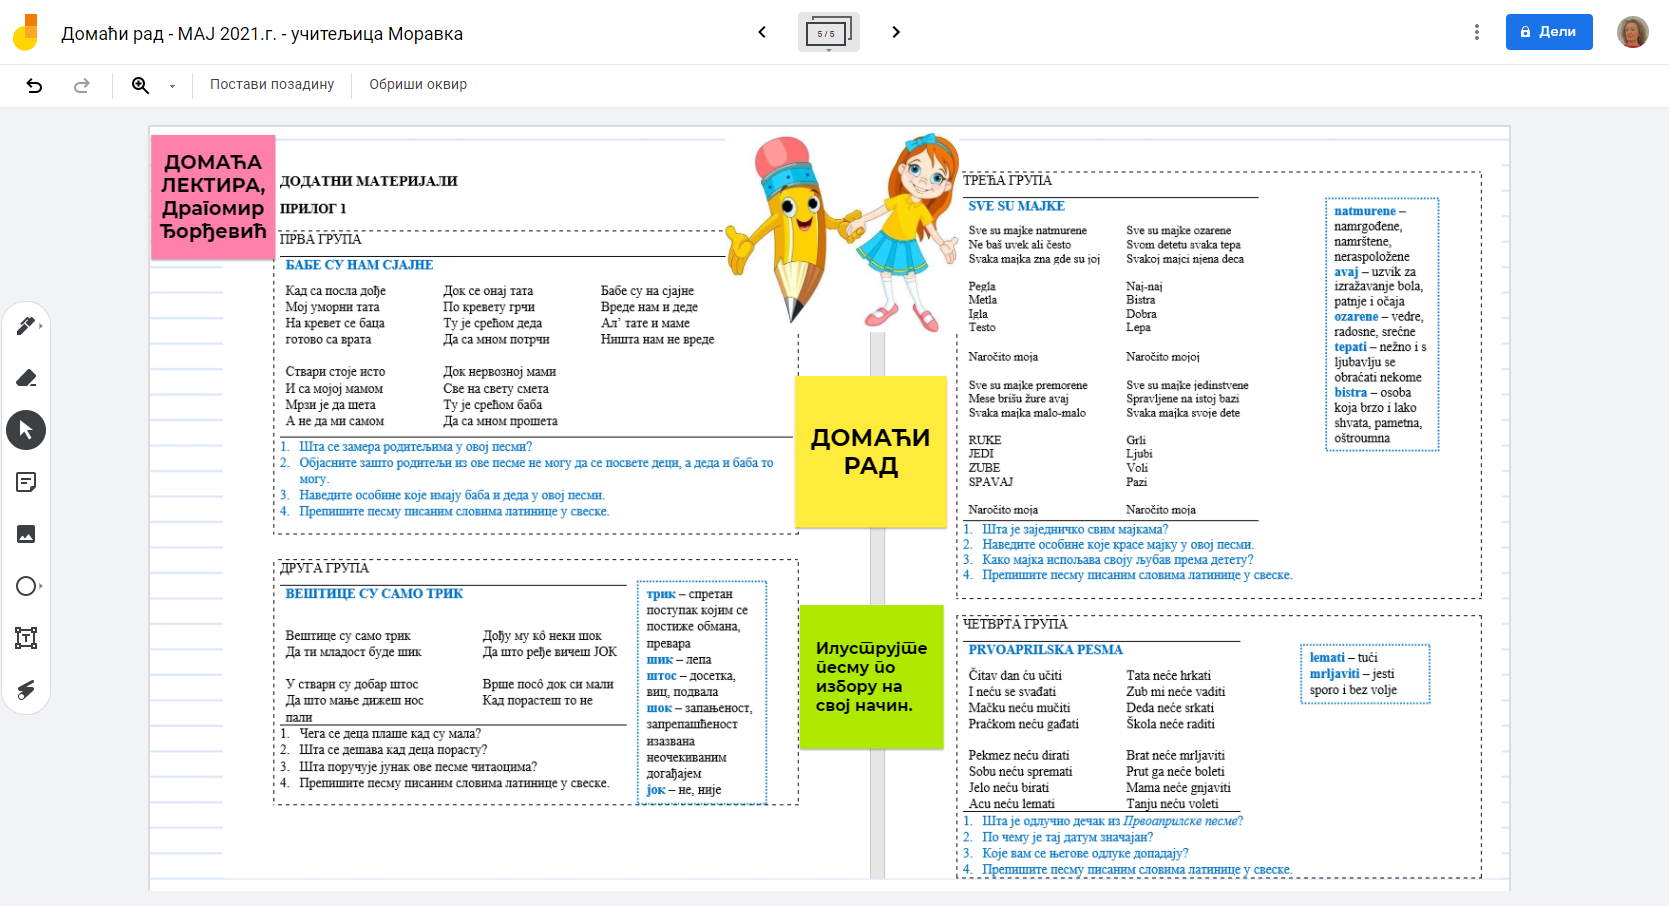 Домаћи рад - МАЈ 2021.г. - учитељица Моравка
5 / 5
Дели
Постави позадину
Обриши оквир
ДОМАЋА
ЛЕКТИРА,
Драгомир
Ђорђевић
ДОДАТНИ МАТЕРИЈАЛИ
ПРИЛОГ 1
ПРВА ГРУПА
БАБЕ СУ НАМ СЈАЈНЕ
Кад са посла дође
Мој уморни тата
На кревет се баца
готово са врата
Ствари стоје исто
И са мојој мамом
Мрзи је да шета
А не да ми самом
Док се онај тата
По кревету грчи
Ту је срећом деда
Да са мном потрчи
Док нервозној мами
Све на свету смета
Ту је срећом баба
Да са мном прошета
Бабе су на сјајне
Вреде нам и деде
Ал’ тате и маме
Ништа нам не вреде
1. Шта се замера родитељима у овој песми?
2. Објасните зашто родитељи из ове песме не могу да се посвете деци, а деда и баба то
могу.
3. Наведите особине које имају баба и деда у овој песми.
4. Препишите песму писаним словима латинице у свеске.
ДРУГА ГРУПА
ВЕШТИЦЕ СУ САМО ТРИК
Вештице су само трик
Да ти младост буде шик
У ствари су добар штос
Да што мање дижеш нос
пали
Дођу му кô неки шок
Да што ређе вичеш ЈОК
Врше посô док си мали
Кад порастеш то не
трик – спретан
поступак којим се
постиже обмана,
превара
шик – лепа
штос – досетка,
виц, подвала
шок – запањеност,
запрепашћеност
изазвана
неочекиваним
догађајем
јок – не, није
1. Чега се деца плаше кад су мала?
2. Шта се дешава кад деца порасту?
3. Шта поручује јунак ове песме читаоцима?
4. Препишите песму писаним словима латинице у свеске.
ДОМАЋИ
РАД
Илуструјте
песму по
избору на
свој начин.
ТРЕЋА ГРУПА
SVE SU MAJKE
Sve su majke natmurene
Ne baš uvek ali često
Svaka majka zna gde su joj
Pegla
Metla
Igla
Testo
Naročito moja
Sve su majke premorene
Mese brišu žure avaj
Svaka majka malo-malo
RUKE
JEDI
ZUBE
SPAVAJ
Naročito moja
Sve su majke ozarene
Svom detetu svaka tepa
Svakoj majci njena deca
Naj-naj
Bistra
Dobra
Lepa
Naročito mojoj
Sve su majke jedinstvene
Spravljene na istoj bazi
Svaka majka svoje dete
Grli
Ljubi
Voli
Pazi
Naročito moja
natmurene –
namrgođene,
namrštene,
neraspoložene
avaj – uzvik za
izražavanje bola,
patnje i očaja
ozarene – vedre,
radosne, srećne
tepati – nežno i s
ljubavlju se
obraćati nekome
bistra – osoba
koja brzo i lako
shvata, pametna,
oštroumna
1. Шта је заједничко свим мајкама?
2. Наведите особине које красе мајку у овој песми.
3. Како мајка испољава своју љубав према детету?
4. Препишите песму писаним словима латинице у свеске.
ЧЕТВРТА ГРУПА
PRVOAPRILSKA PESMA
Čitav dan ću učiti
I neću se svađati
Mačku neću mučiti
Praćkom neću gađati
Pekmez neću dirati
Sobu neću spremati
Jelo neću birati
Acu neću lemati
Tata neće hrkati
Zub mi neće vaditi
Deda neće srkati
Škola neće raditi
Brat neće mrljaviti
Prut ga neće boleti
Mama neće gnjaviti
Tanju neću voleti
lemati – tući
mrljaviti – jesti
sporo i bez volje
1. Шта је одлучио дечак из Првоаприлске песме?
2. По чему је тај датум значајан?
3. Које вам се његове одлуке допадају?
4. Препишите песму писаним словима латинице у свеске.